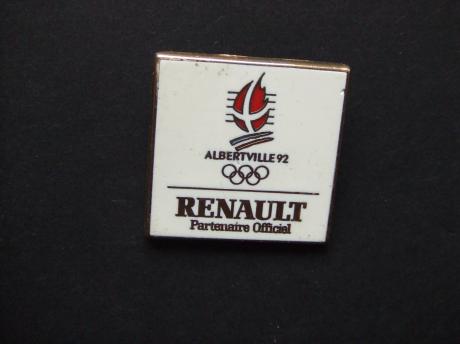 ALBERTVILLE 92
RENAULT
Partenaire Officiel